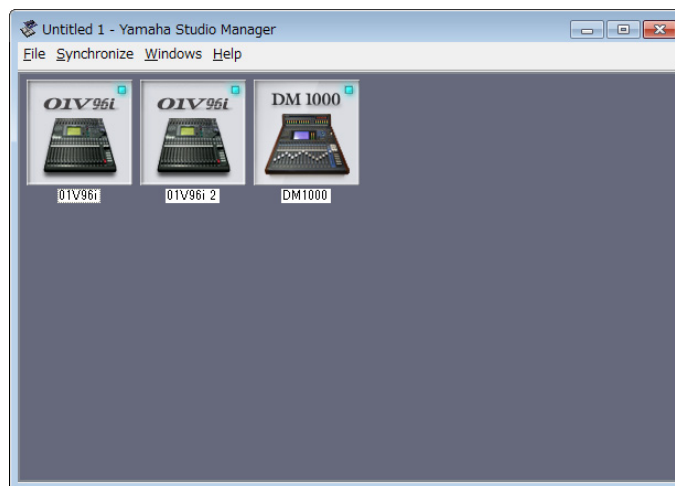 Untitled 1 - Yamaha Studio Manager
File Synchronize Windows Help
01V96i 01V96i DM 1000
01V96i 01V96i 2 DM1000